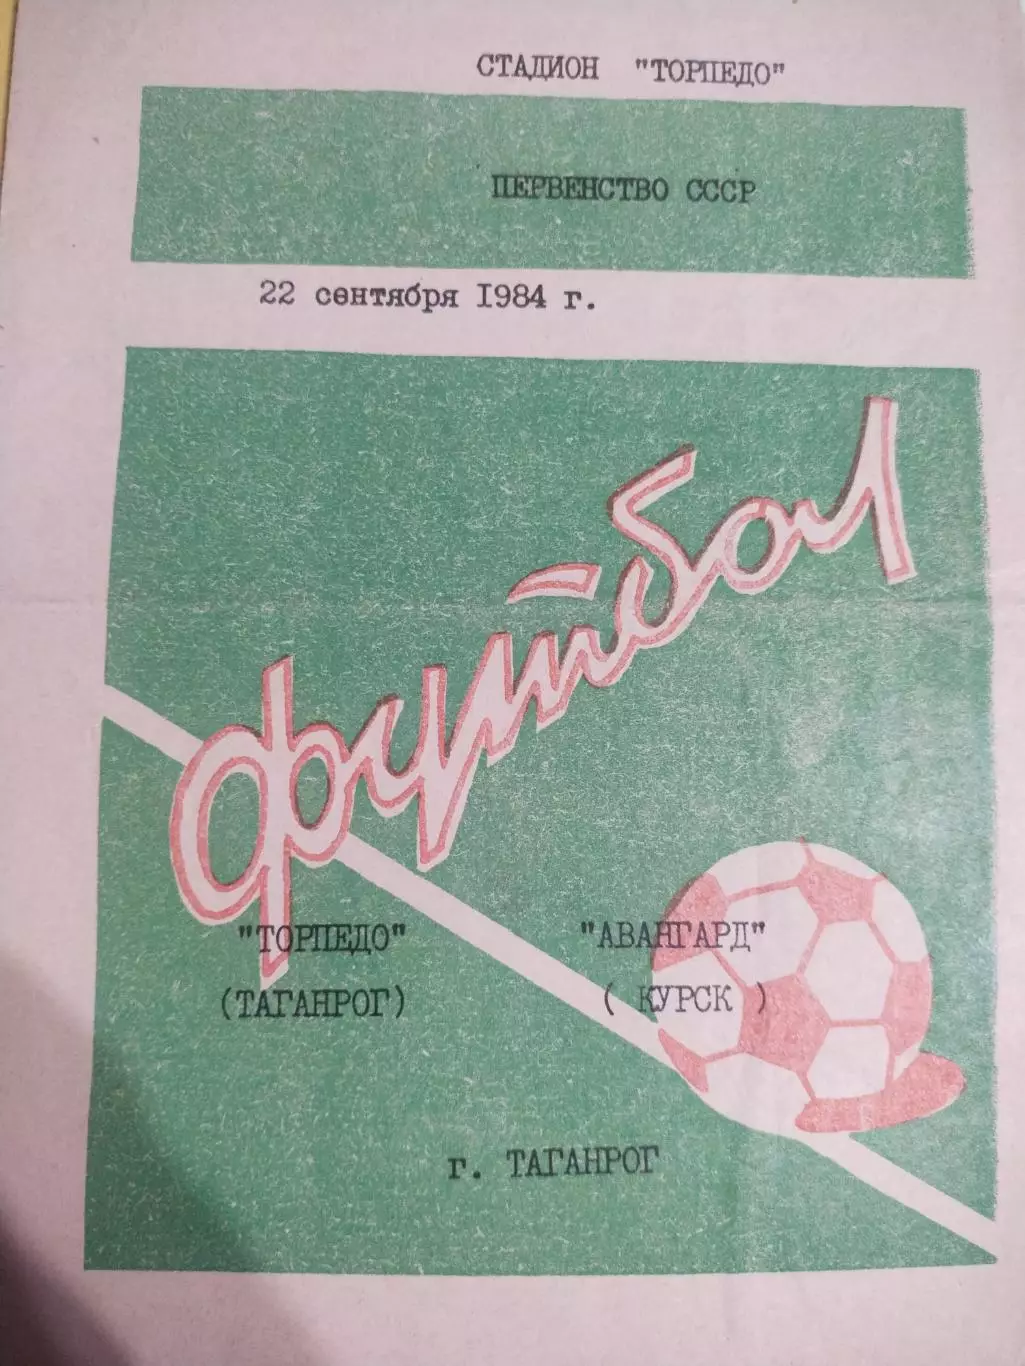 СТАДИОН "ТОРПЕДО"
ПЕРВЕНСТВО СССР
22 сентября 1984 г.
футбол
"ТОРПЕДО" "АВАНГАРД"
(ТАГАНРОГ) ( КУРСК )
г. ТАГАНРОГ